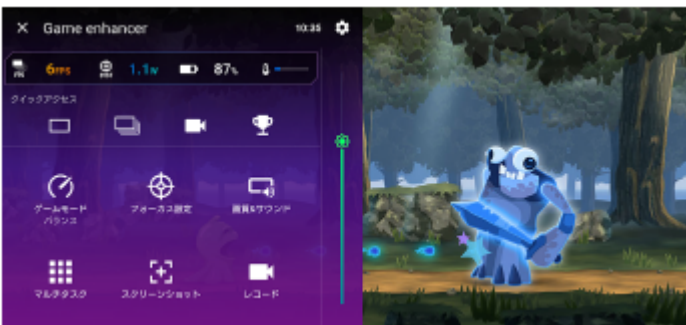 Game enhancer
10:35
6FPS 1.1W 87%
クイックアクセス
ゲームモード
バランス
フォーカス設定
画質&サウンド
マルチタスク
スクリーンショット
レコード